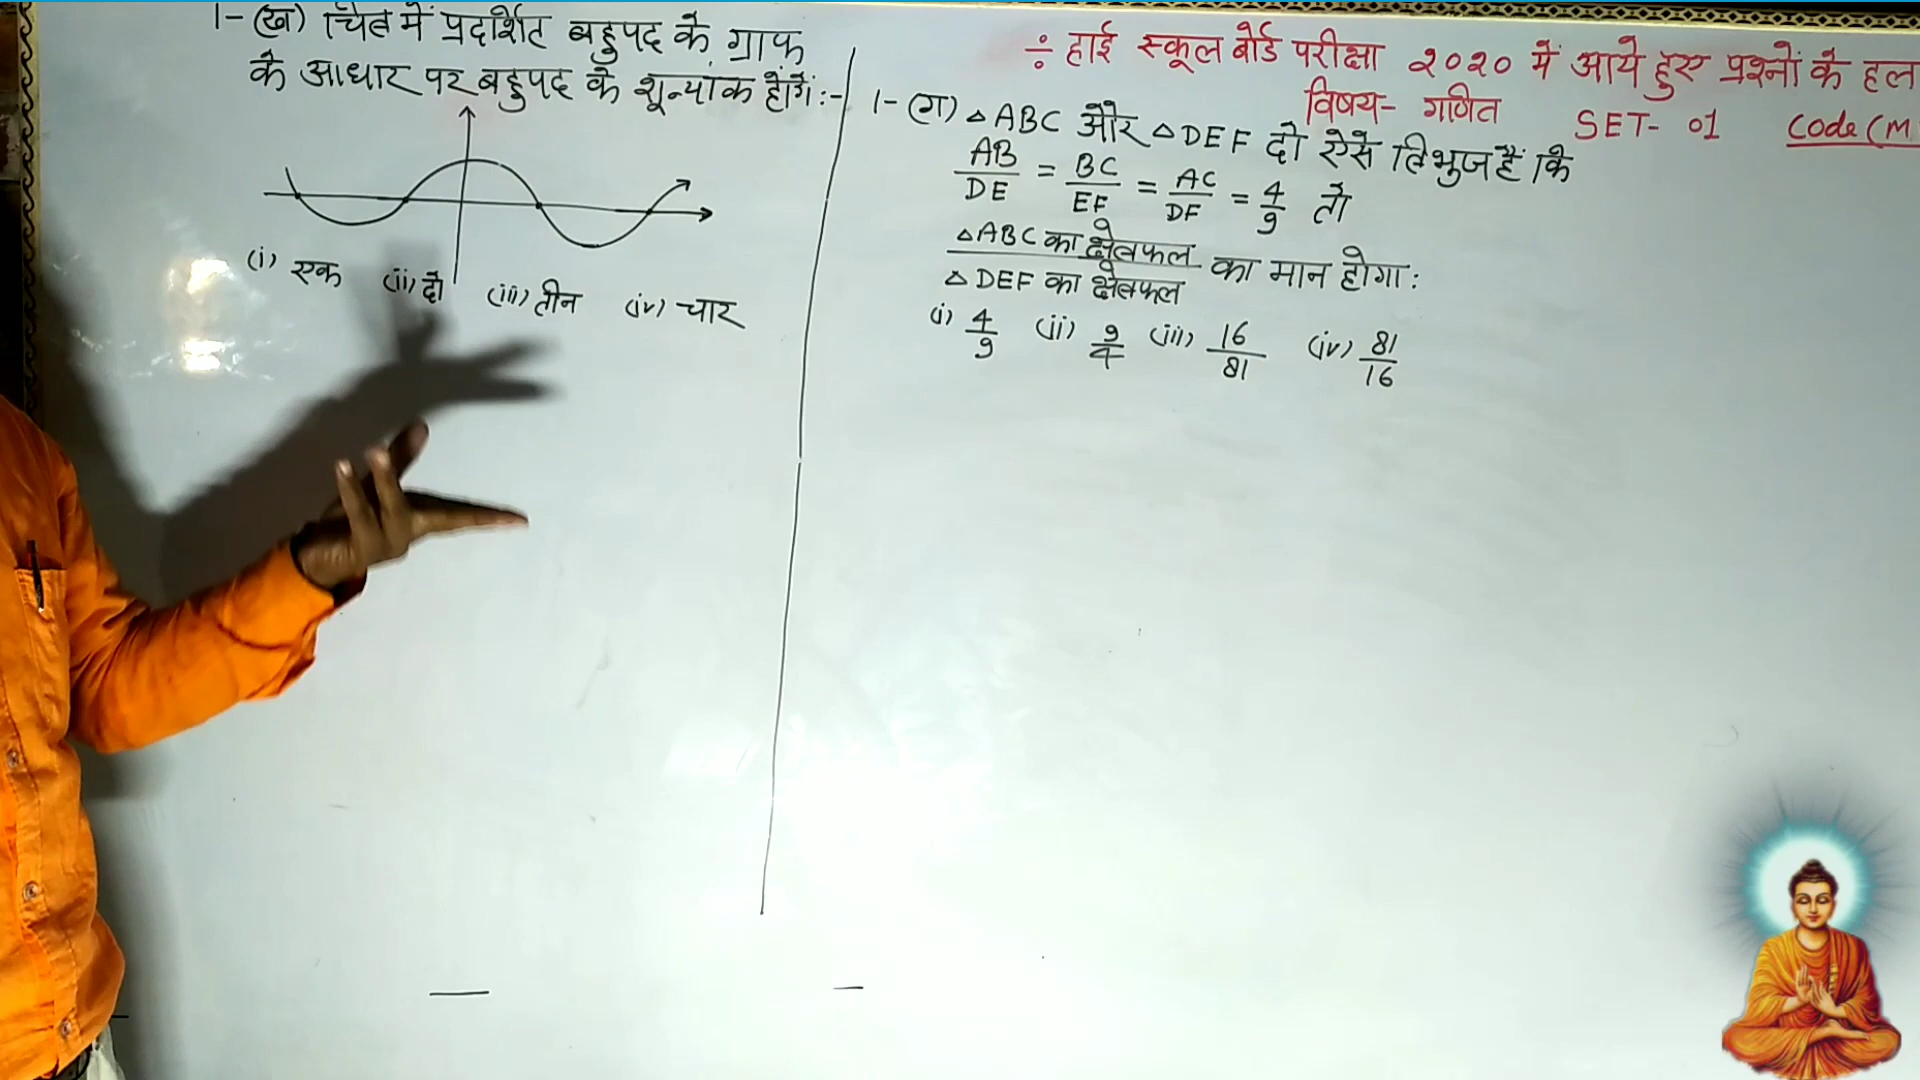 ÷ हाई स्कूल बोर्ड परीक्षा २०२० में आये हुए प्रश्नों के हल
विषय- गणित SET- 01 Code (M
1- (ख) चित्र में प्रदर्शित बहुपद के ग्राफ
के आधार पर बहुपद के शून्यांक होंगे:-
(i) एक (ii) दो (iii) तीन (iv) चार
1- (ग) △ABC और △DEF दो ऐसे त्रिभुज हैं कि
AB/DE = BC/EF = AC/DF = 4/9 तो
△ABC का क्षेत्रफल
△DEF का क्षेत्रफल का मान होगा:
(i) 4/9 (ii) 9/4 (iii) 16/81 (iv) 81/16